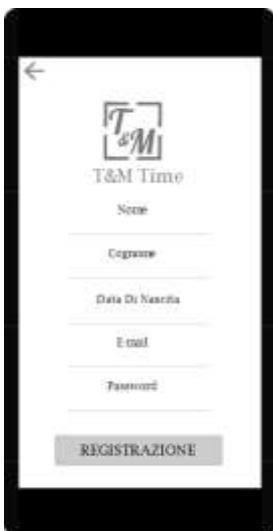 T&M
T&M Time
Nome
Cognome
Data Di Nascita
E-mail
Password
REGISTRAZIONE